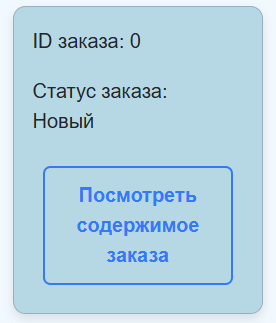 ID заказа: 0
Статус заказа:
Новый
Посмотреть
содержимое
заказа